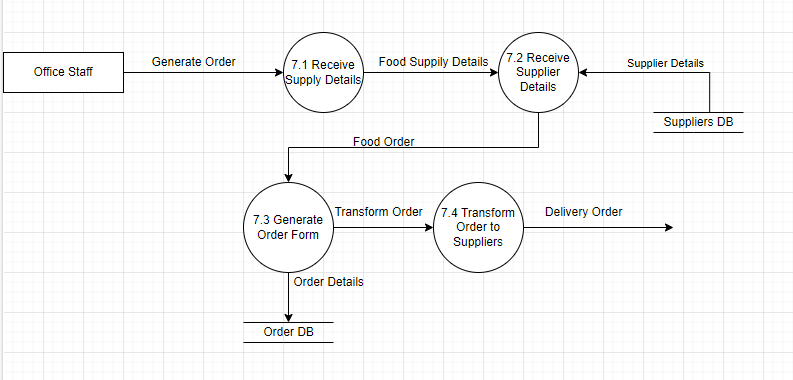 Office Staff
Generate Order
7.1 Receive
Supply Details
Food Suppily Details
7.2 Receive
Supplier
Details
Supplier Details
Suppliers DB
Food Order
7.3 Generate
Order Form
Transform Order
7.4 Transform
Order to
Suppliers
Delivery Order
Order Details
Order DB